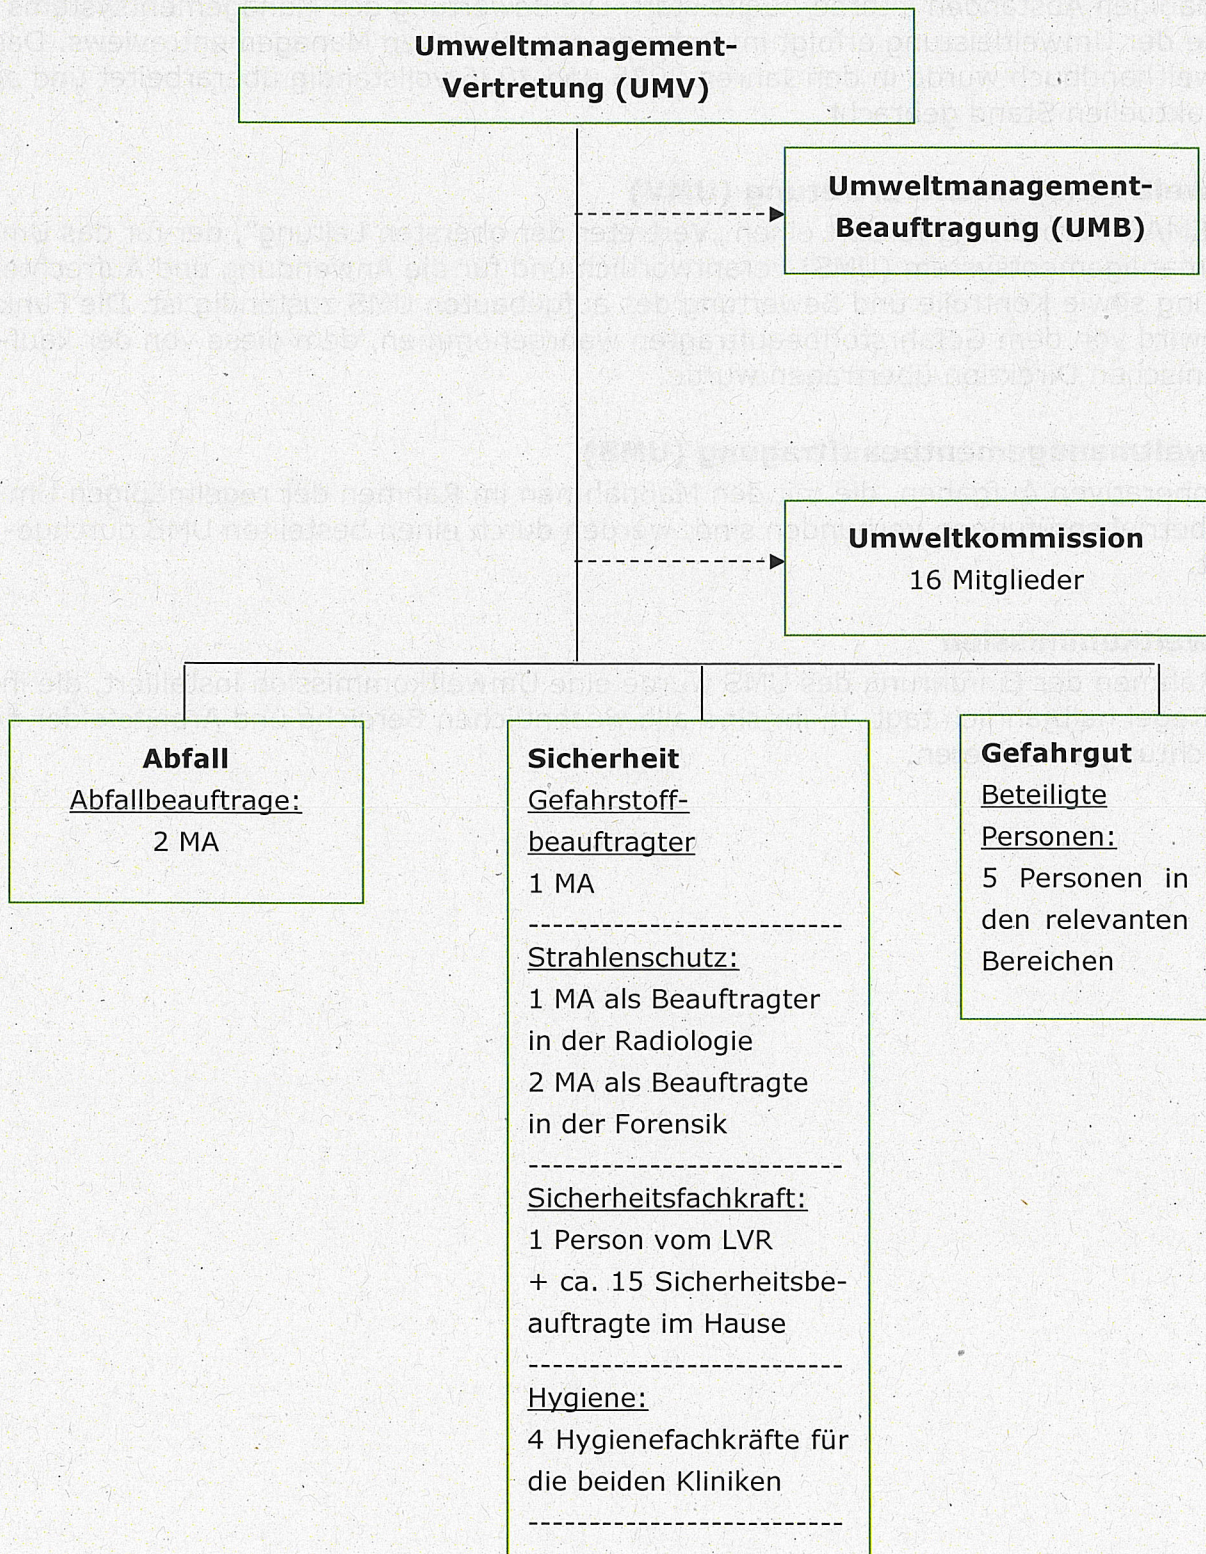 Umweltmanagement-
Vertretung (UMV)
Umweltmanagement-
Beauftragung (UMB)
Umweltkommission
16 Mitglieder
Abfall
Abfallbeauftrage:
2 MA
Sicherheit
Gefahrstoff-
beauftragter
1 MA
Strahlenschutz:
1 MA als Beauftragter
in der Radiologie
2 MA als Beauftragte
in der Forensik
Sicherheitsfachkraft:
1 Person vom LVR
+ ca. 15 Sicherheitsbe-
auftragte im Hause
Hygiene:
4 Hygienefachkräfte für
die beiden Kliniken
Gefahrgut
Beteiligte
Personen:
5 Personen in
den relevanten
Bereichen